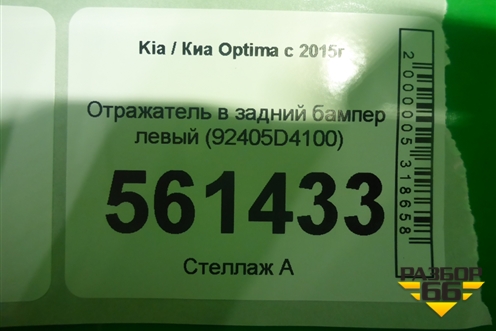 Kia / Киа Optima с 2015г
Отражатель в задний бампер
левый (92405D4100)
561433
Стеллаж А
2000005318658
РАЗБОР
66